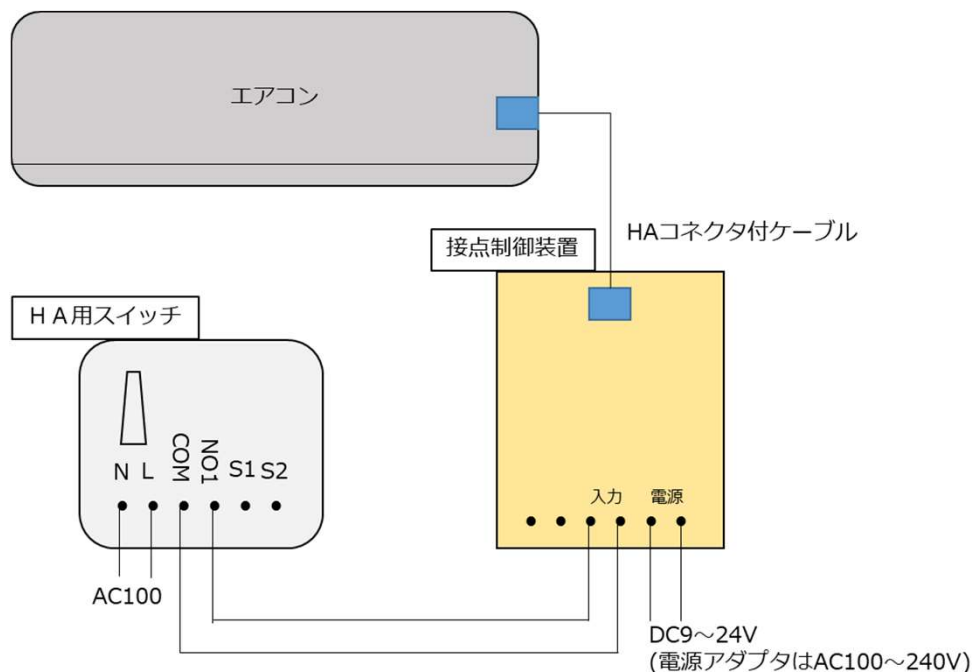 エアコン
HAコネクタ付ケーブル
接点制御装置
ＨＡ用スイッチ
N L COM NO1 S1 S2
入力 電源
AC100
DC9～24V
(電源アダプタはAC100～240V)